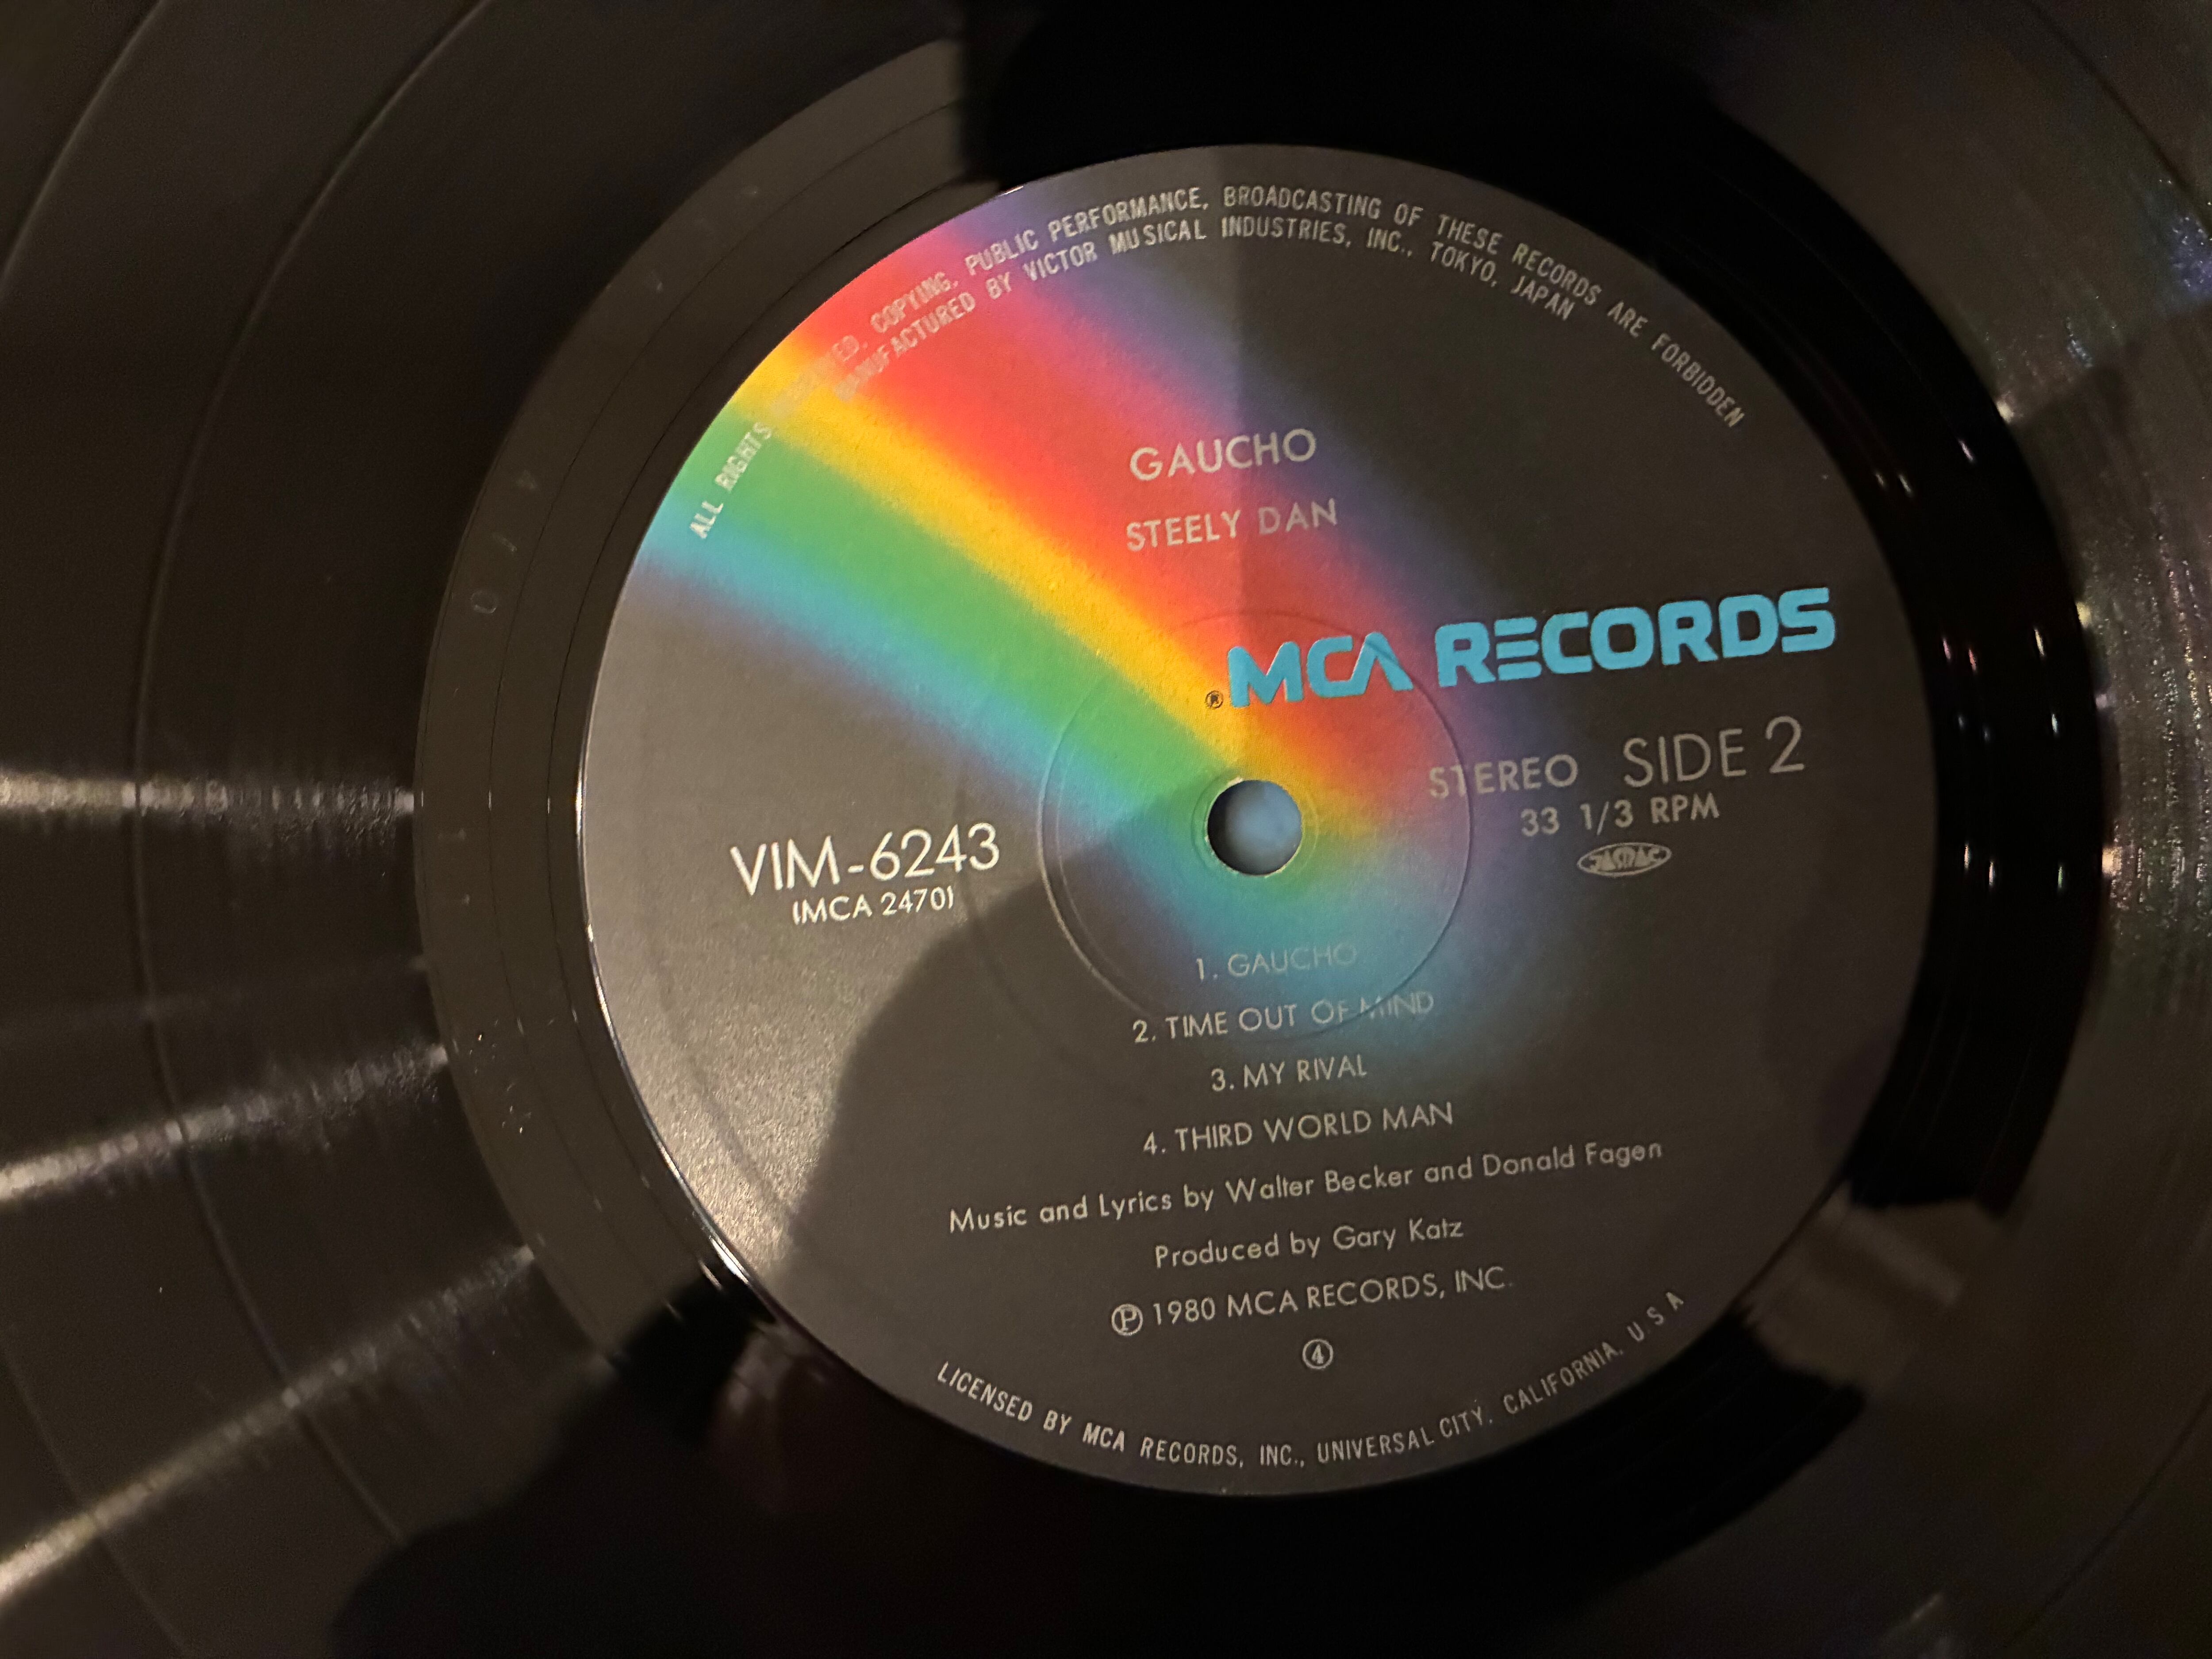 ALL RIGHTS RESERVED. COPYING, PUBLIC PERFORMANCE, BROADCASTING OF THESE RECORDS ARE FORBIDDEN
MANUFACTURED BY VICTOR MUSICAL INDUSTRIES, INC., TOKYO, JAPAN
GAUCHO
STEELY DAN
®MCA RECORDS
STEREO SIDE 2
33 1/3 RPM
JASRAC
VIM-6243
(MCA 2470)
1. GAUCHO
2. TIME OUT OF MIND
3. MY RIVAL
4. THIRD WORLD MAN
Music and Lyrics by Walter Becker and Donald Fagen
Produced by Gary Katz
Ⓟ 1980 MCA RECORDS, INC.
④
LICENSED BY MCA RECORDS, INC., UNIVERSAL CITY, CALIFORNIA, U.S.A